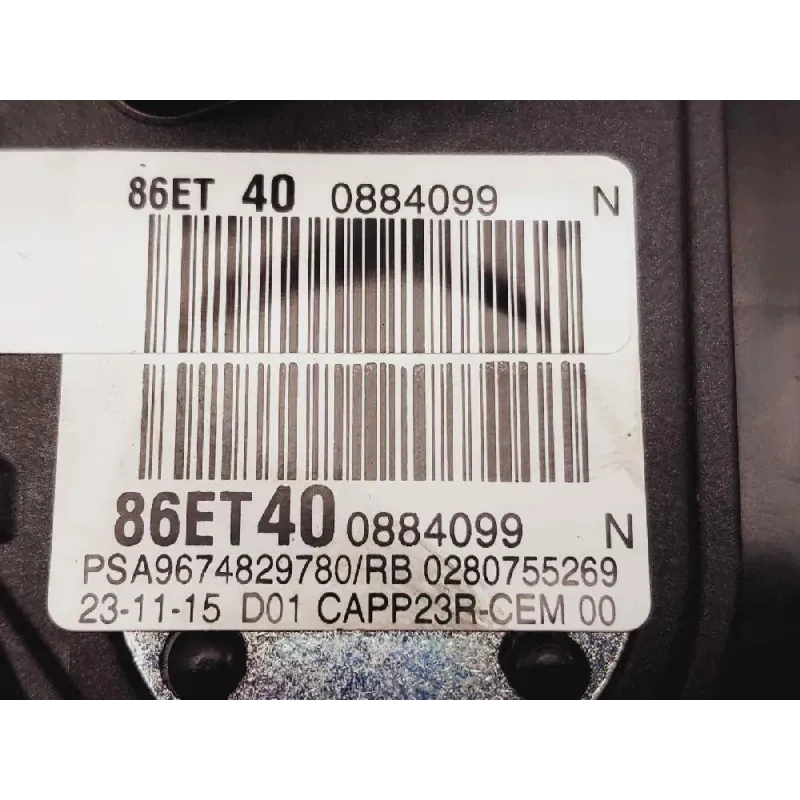 86ET 40 0884099 N
86ET40 0884099 N
PSA9674829780/RB 0280755269
23-11-15 D01 CAPP23R-CEM 00